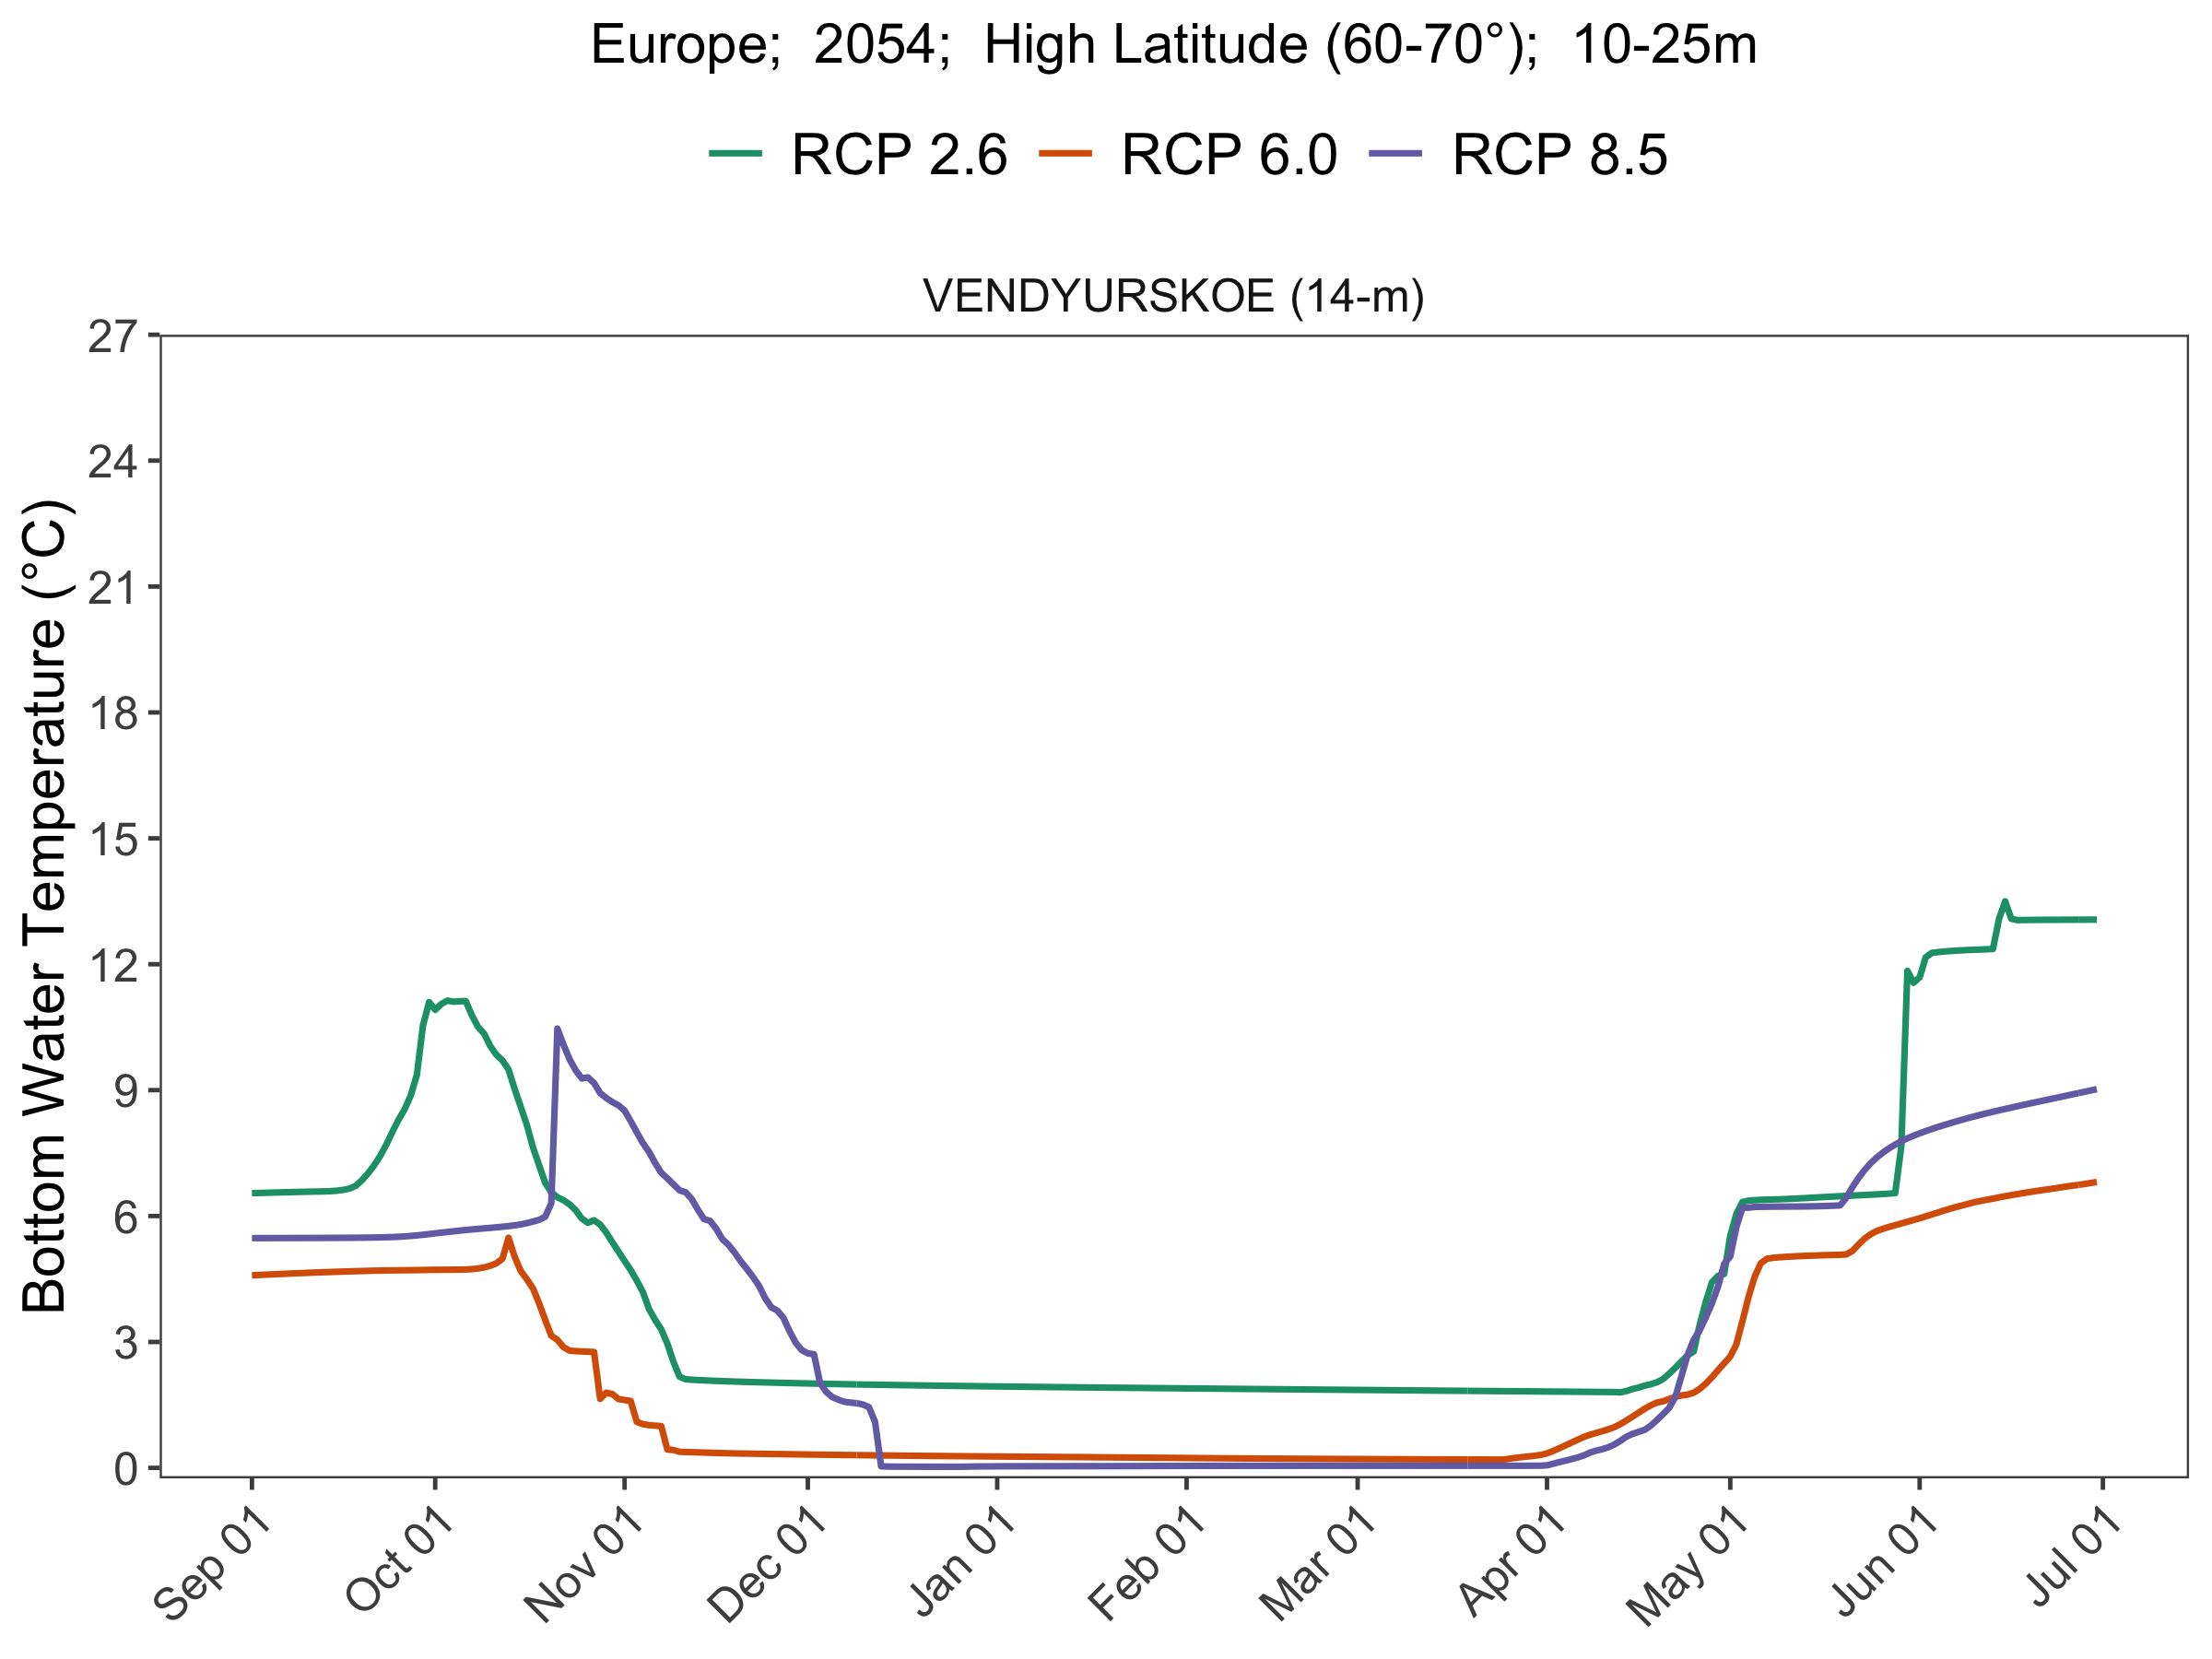 Europe;  2054;  High Latitude (60-70°);  10-25m
RCP 2.6 RCP 6.0 RCP 8.5
VENDYURSKOE (14-m)
Bottom Water Temperature (°C)
27
24
21
18
15
12
9
6
3
0
Sep 01 Oct 01 Nov 01 Dec 01 Jan 01 Feb 01 Mar 01 Apr 01 May 01 Jun 01 Jul 01